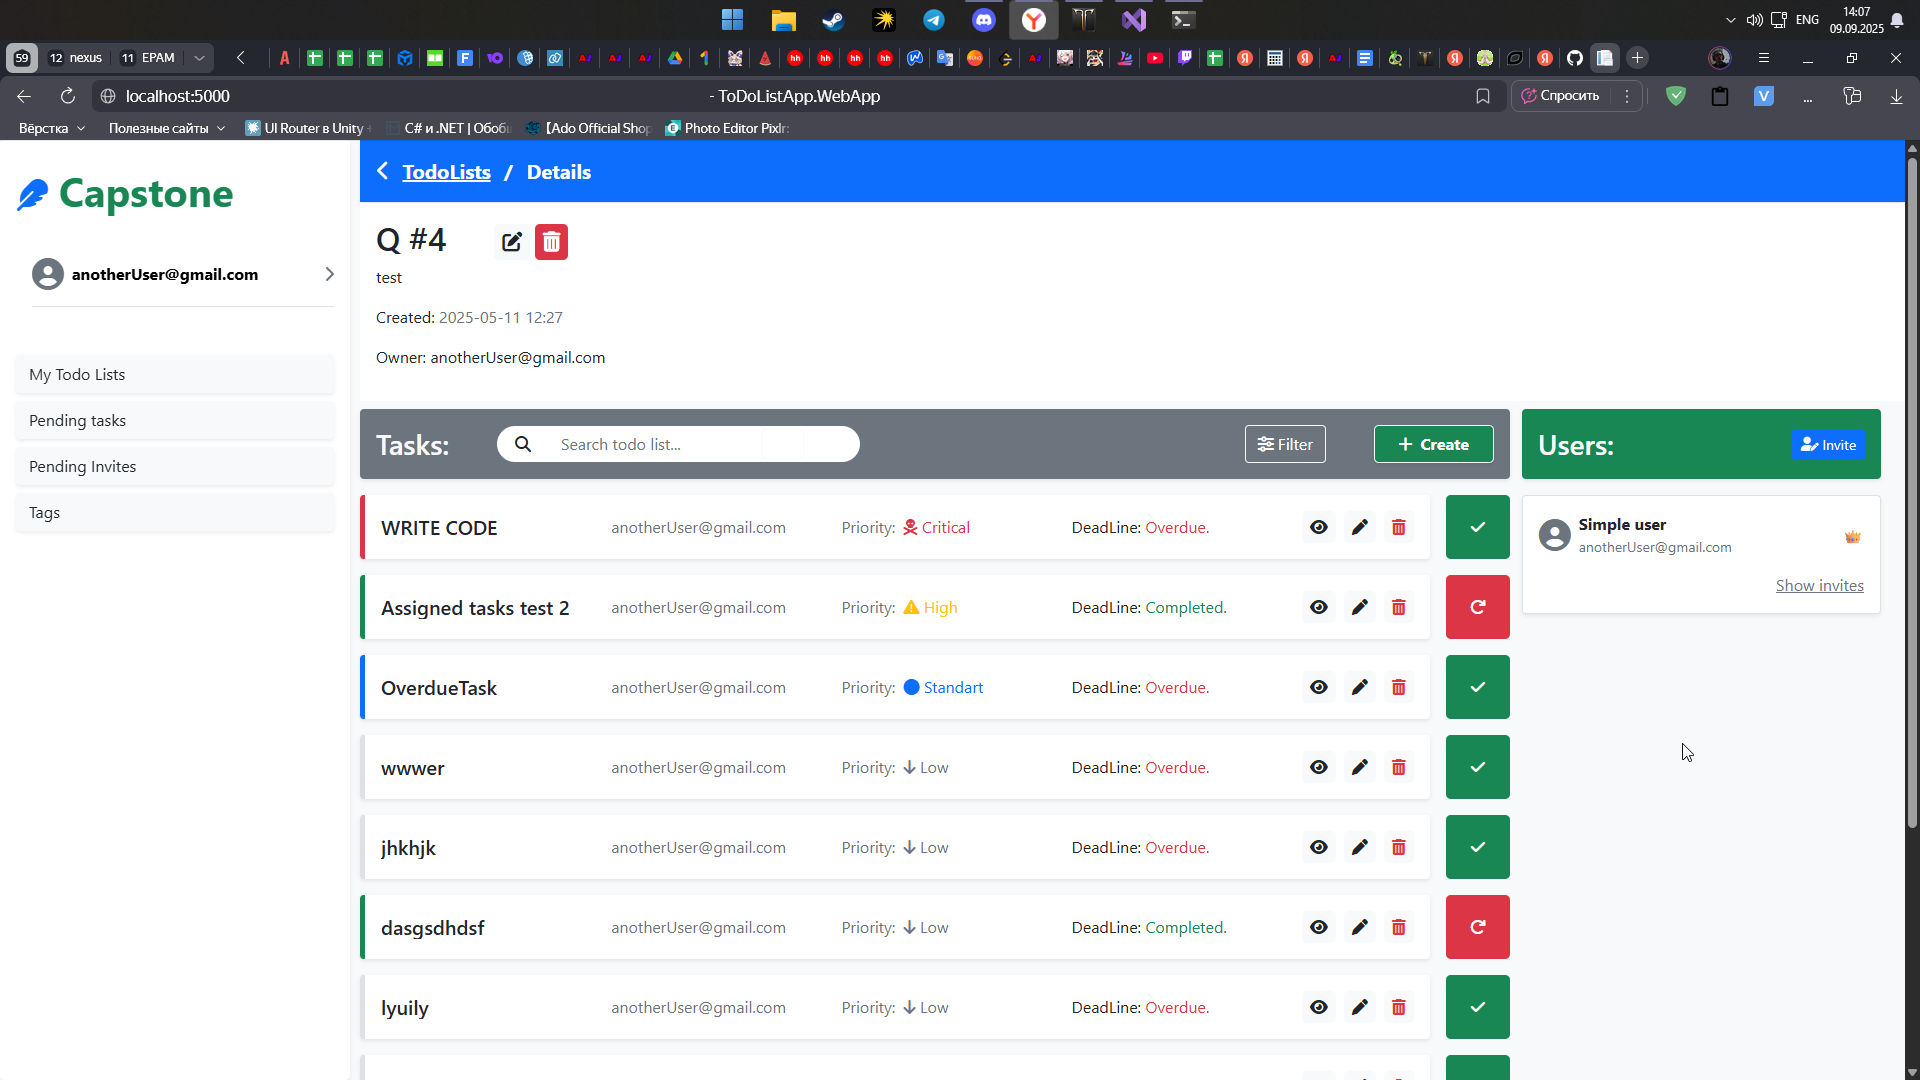 ENG
14:07
09.09.2025
59
12 nexus
11 EPAM
localhost:5000
- ToDoListApp.WebApp
Спросить
Вёрстка
Полезные сайты
UI Router в Unity
C# и .NET | Обоб
【Ado Official Shop
Photo Editor Pixlr:
Capstone
anotherUser@gmail.com
My Todo Lists
Pending tasks
Pending Invites
Tags
TodoLists / Details
Q #4
test
Created: 2025-05-11 12:27
Owner: anotherUser@gmail.com
Tasks:
Search todo list...
Filter
+ Create
WRITE CODE anotherUser@gmail.com Priority: Critical DeadLine: Overdue.
Assigned tasks test 2 anotherUser@gmail.com Priority: High DeadLine: Completed.
OverdueTask anotherUser@gmail.com Priority: Standart DeadLine: Overdue.
wwwer anotherUser@gmail.com Priority: Low DeadLine: Overdue.
jhkhjk anotherUser@gmail.com Priority: Low DeadLine: Overdue.
dasgsdhdsf anotherUser@gmail.com Priority: Low DeadLine: Completed.
lyuily anotherUser@gmail.com Priority: Low DeadLine: Overdue.
Users:
Invite
Simple user
anotherUser@gmail.com
Show invites